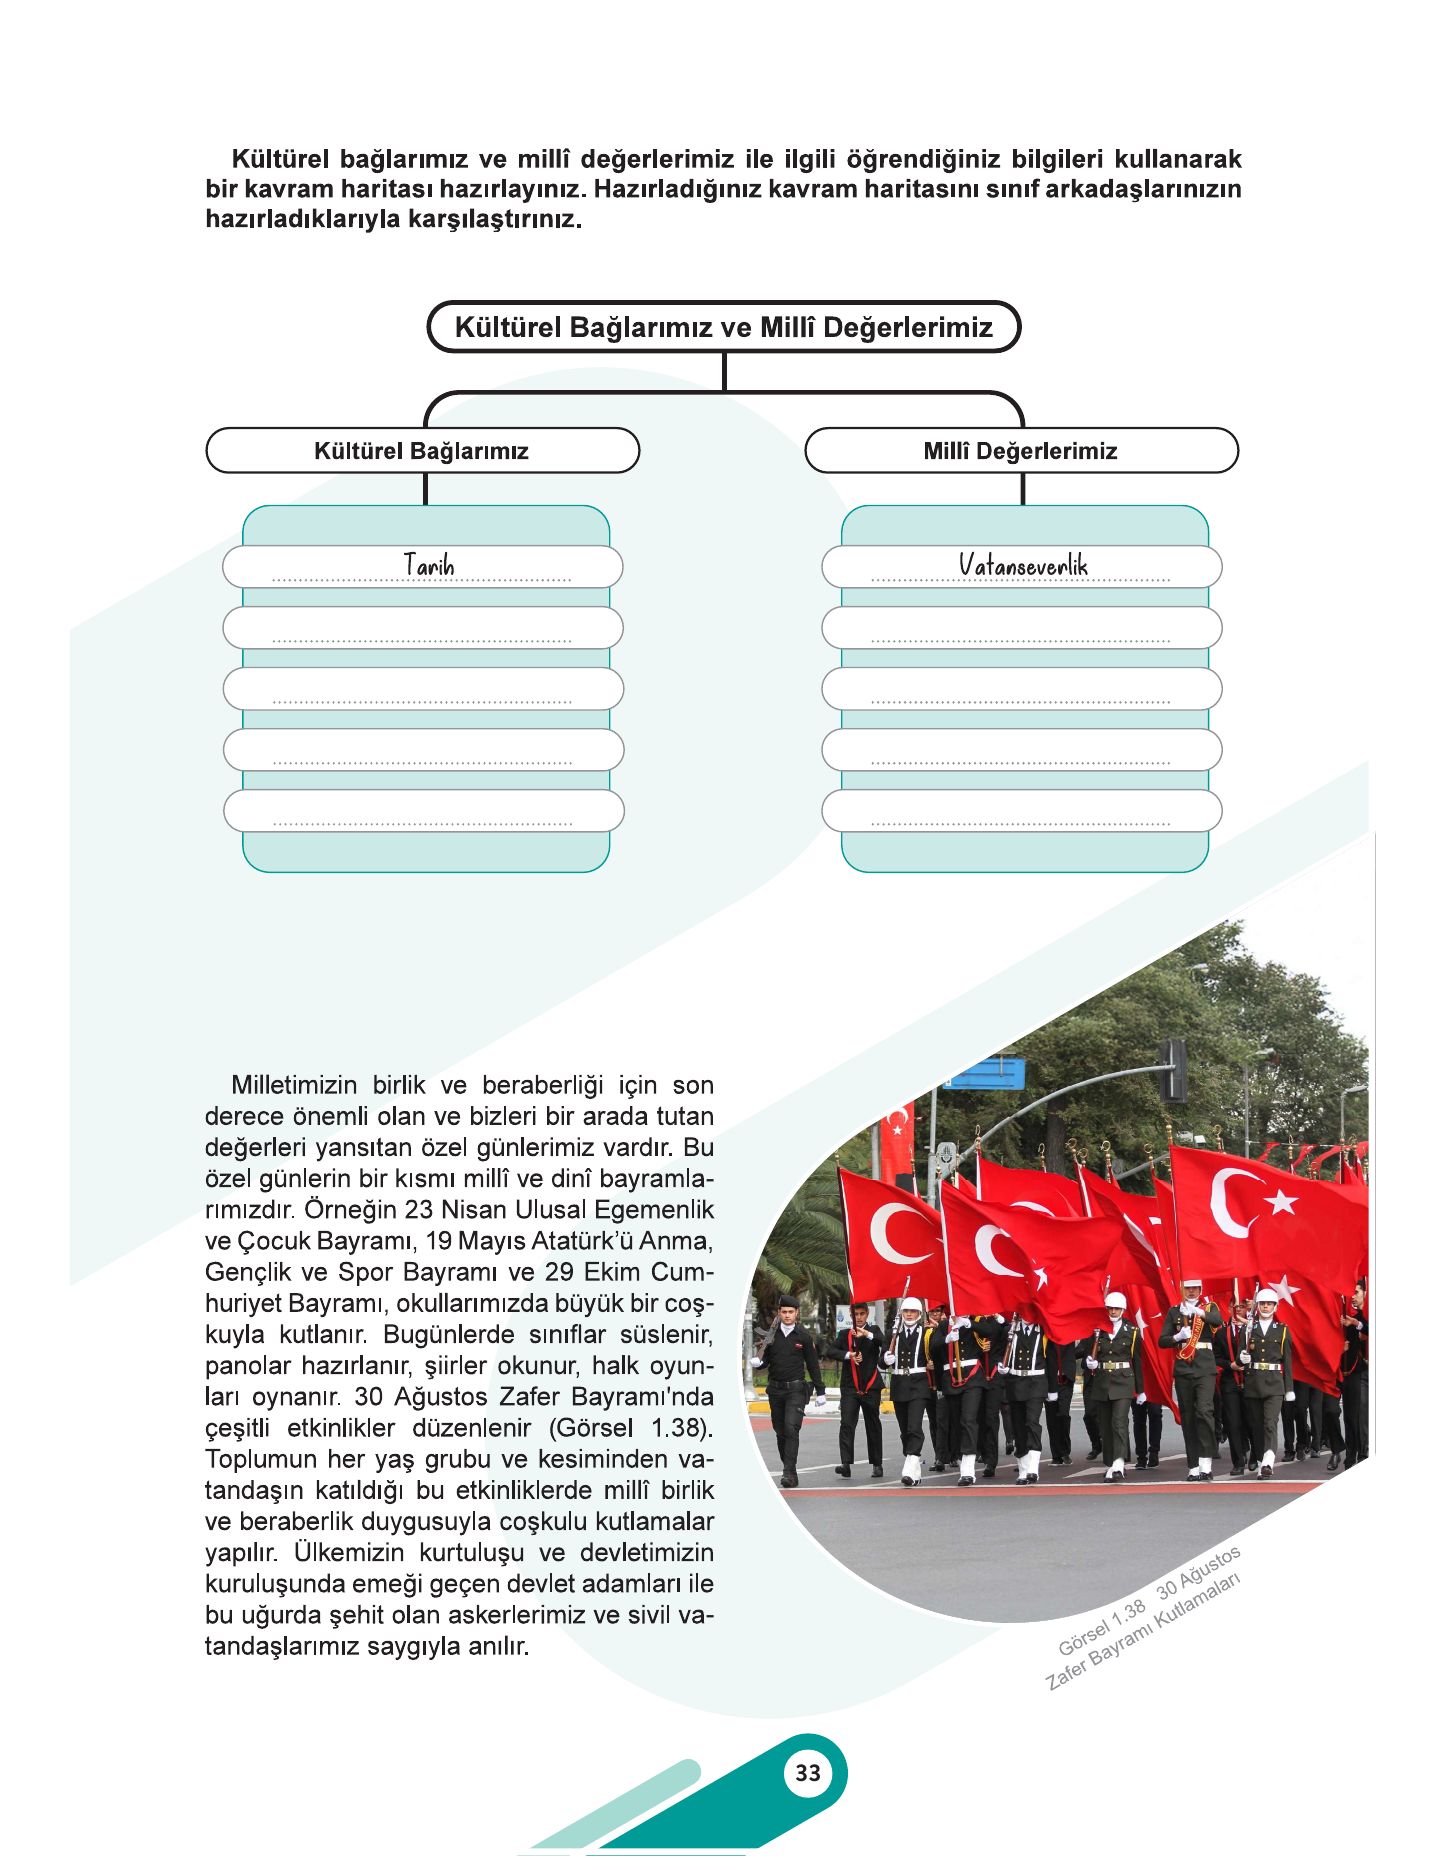 Kültürel bağlarımız ve millî değerlerimiz ile ilgili öğrendiğiniz bilgileri kullanarak
bir kavram haritası hazırlayınız. Hazırladığınız kavram haritasını sınıf arkadaşlarınızın
hazırladıklarıyla karşılaştırınız.
Kültürel Bağlarımız ve Millî Değerlerimiz
Kültürel Bağlarımız
Millî Değerlerimiz
Tarih
Vatanseverlik
Milletimizin birlik ve beraberliği için son
derece önemli olan ve bizleri bir arada tutan
değerleri yansıtan özel günlerimiz vardır. Bu
özel günlerin bir kısmı millî ve dinî bayramla-
rımızdır. Örneğin 23 Nisan Ulusal Egemenlik
ve Çocuk Bayramı, 19 Mayıs Atatürk’ü Anma,
Gençlik ve Spor Bayramı ve 29 Ekim Cum-
huriyet Bayramı, okullarımızda büyük bir coş-
kuyla kutlanır. Bugünlerde sınıflar süslenir,
panolar hazırlanır, şiirler okunur, halk oyun-
ları oynanır. 30 Ağustos Zafer Bayramı'nda
çeşitli etkinlikler düzenlenir (Görsel 1.38).
Toplumun her yaş grubu ve kesiminden va-
tandaşın katıldığı bu etkinliklerde millî birlik
ve beraberlik duygusuyla coşkulu kutlamalar
yapılır. Ülkemizin kurtuluşu ve devletimizin
kuruluşunda emeği geçen devlet adamları ile
bu uğurda şehit olan askerlerimiz ve sivil va-
tandaşlarımız saygıyla anılır.
Görsel 1.38 30 Ağustos
Zafer Bayramı Kutlamaları
33